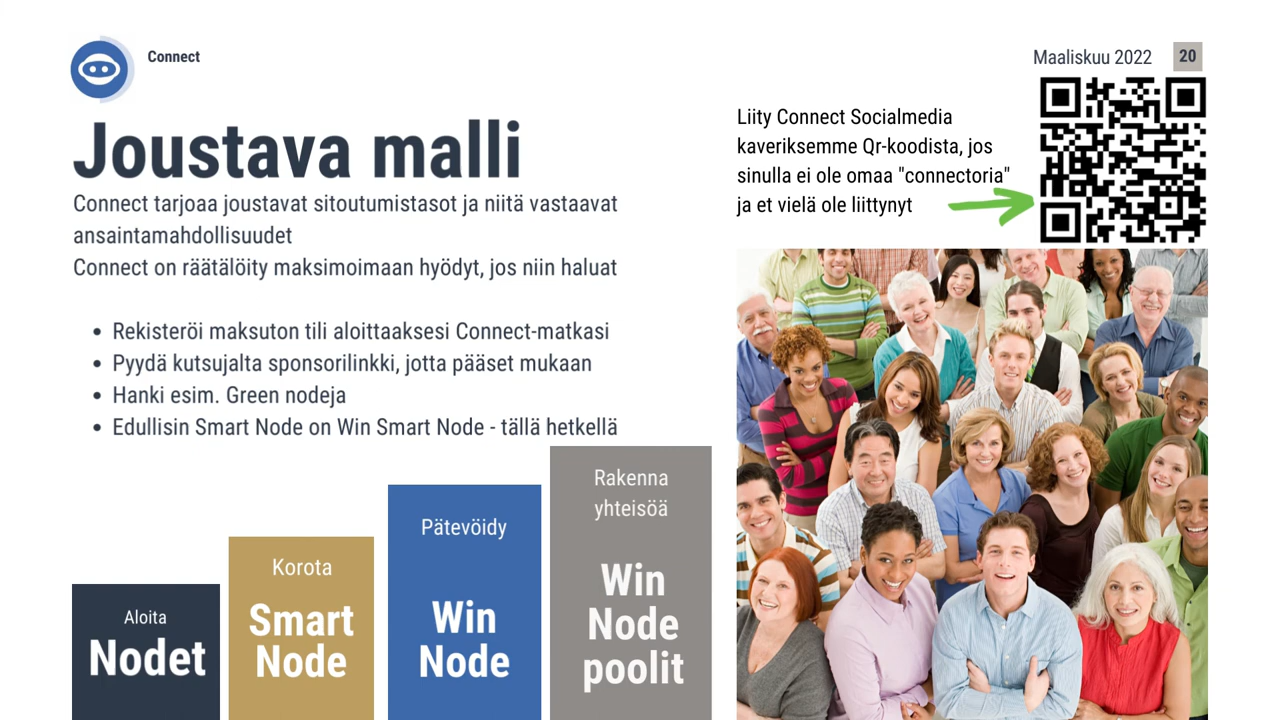 Connect
Maaliskuu 2022
20
Joustava malli
Connect tarjoaa joustavat sitoutumistasot ja niitä vastaavat
ansaintamahdollisuudet
Connect on räätälöity maksimoimaan hyödyt, jos niin haluat
• Rekisteröi maksuton tili aloittaaksesi Connect-matkasi
• Pyydä kutsujalta sponsorilinkki, jotta pääset mukaan
• Hanki esim. Green nodeja
• Edullisin Smart Node on Win Smart Node - tällä hetkellä
Liity Connect Socialmedia
kaveriksemme Qr-koodista, jos
sinulla ei ole omaa "connectoria"
ja et vielä ole liittynyt
Aloita
Nodet
Korota
Smart
Node
Pätevöidy
Win
Node
Rakenna
yhteisöä
Win
Node
poolit